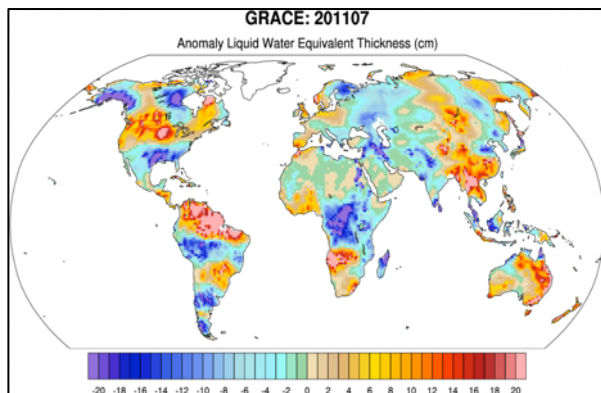 GRACE: 201107
Anomaly Liquid Water Equivalent Thickness (cm)
-20 -18 -16 -14 -12 -10 -8 -6 -4 -2 0 2 4 6 8 10 12 14 16 18 20